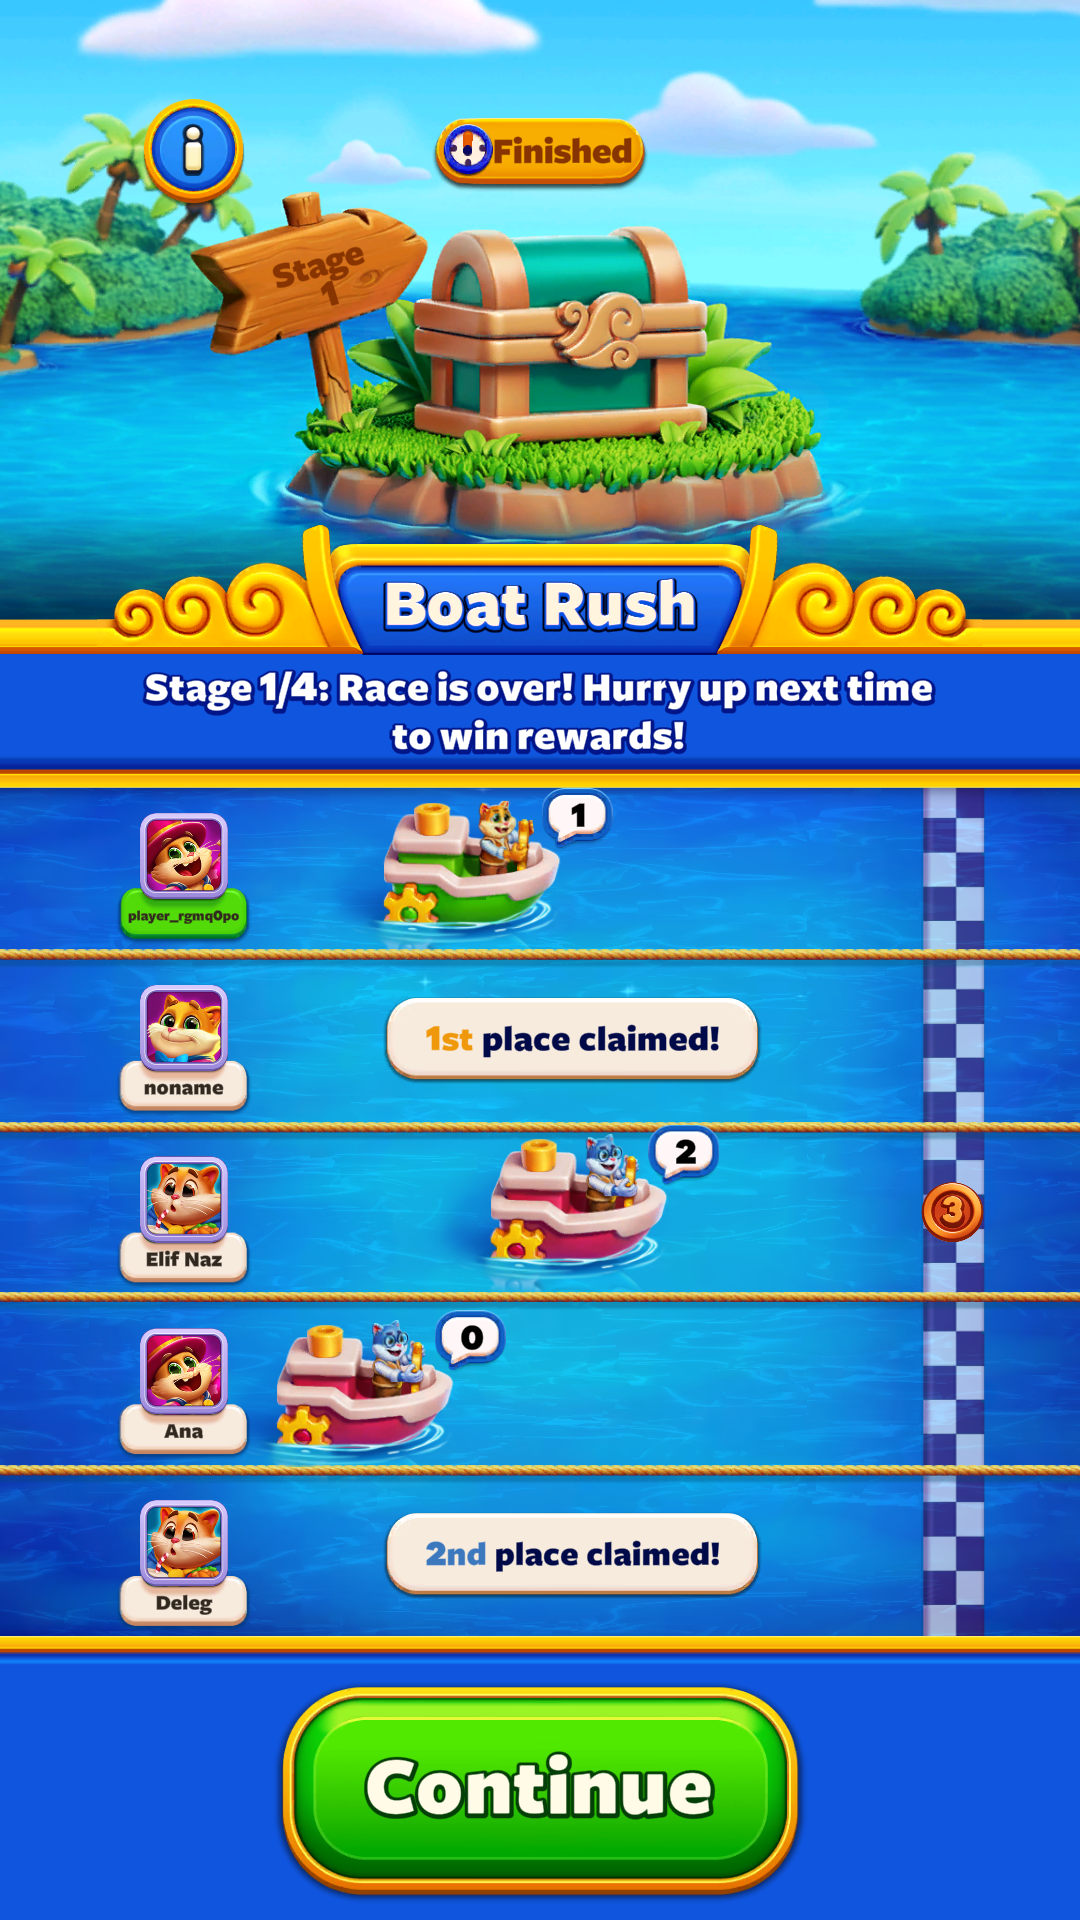 Finished
Stage
1
Boat Rush
Stage 1/4: Race is over! Hurry up next time
to win rewards!
1
player_rgmq0po
1st place claimed!
noname
2
3
Elif Naz
0
Ana
2nd place claimed!
Deleg
Continue